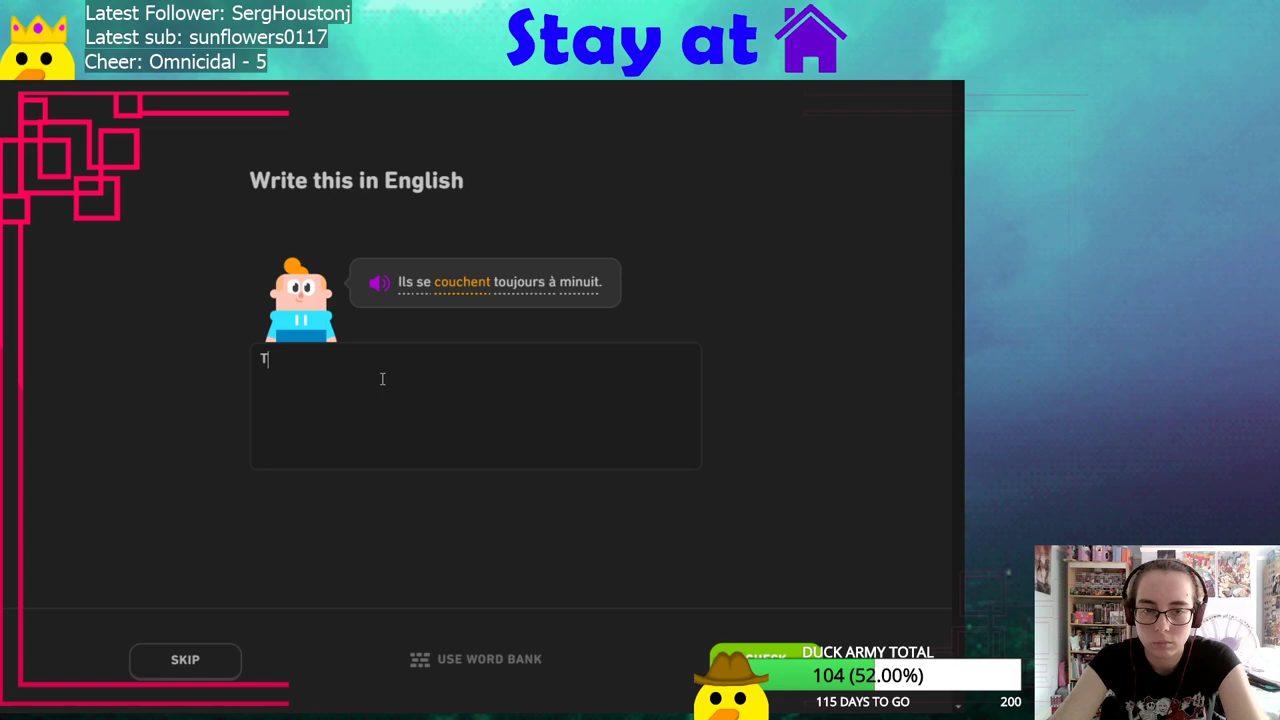 Latest Follower: SergHoustonj
Latest sub: sunflowers0117
Cheer: Omnicidal - 5
Stay at
Write this in English
Ils se couchent toujours à minuit.
T
SKIP
USE WORD BANK
CHECK
DUCK ARMY TOTAL
104 (52.00%)
115 DAYS TO GO
200